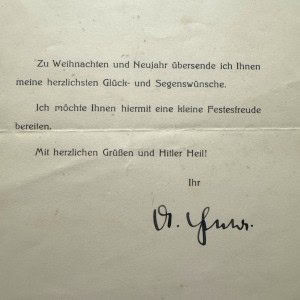 Zu Weihnachten und Neujahr übersende ich Ihnen
meine herzlichsten Glück- und Segenswünsche.
Ich möchte Ihnen hiermit eine kleine Festesfreude
bereiten.
Mit herzlichen Grüßen und Hitler Heil!
Ihr